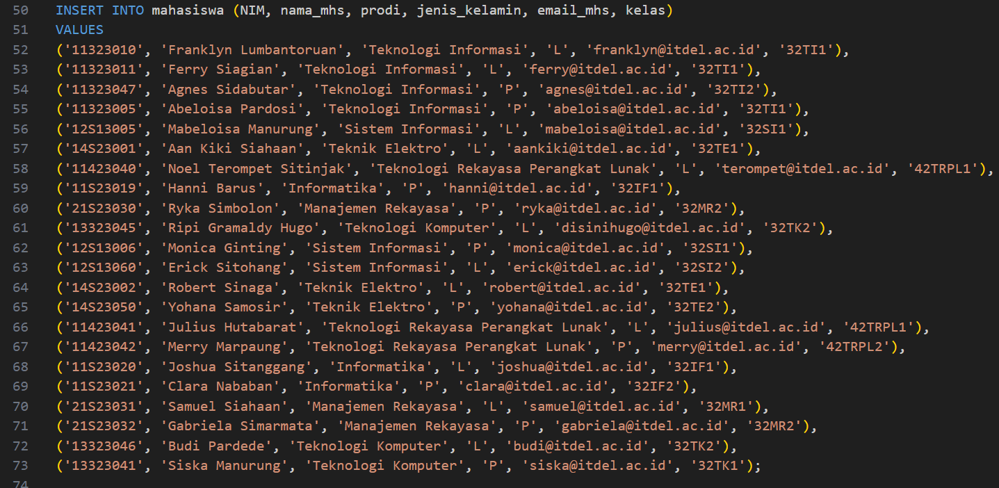 50 INSERT INTO mahasiswa (NIM, nama_mhs, prodi, jenis_kelamin, email_mhs, kelas)
51 VALUES
52 ('11323010', 'Franklyn Lumbantoruan', 'Teknologi Informasi', 'L', 'franklyn@itdel.ac.id', '32TI1'),
53 ('11323011', 'Ferry Siagian', 'Teknologi Informasi', 'L', 'ferry@itdel.ac.id', '32TI1'),
54 ('11323047', 'Agnes Sidabutar', 'Teknologi Informasi', 'P', 'agnes@itdel.ac.id', '32TI2'),
55 ('11323005', 'Abeloisa Pardosi', 'Teknologi Informasi', 'P', 'abeloisa@itdel.ac.id', '32TI1'),
56 ('12S13005', 'Mabeloisa Manurung', 'Sistem Informasi', 'L', 'mabeloisa@itdel.ac.id', '32SI1'),
57 ('14S23001', 'Aan Kiki Siahaan', 'Teknik Elektro', 'L', 'aankiki@itdel.ac.id', '32TE1'),
58 ('11423040', 'Noel Terompet Sitinjak', 'Teknologi Rekayasa Perangkat Lunak', 'L', 'terompet@itdel.ac.id', '42TRPL1'),
59 ('11S23019', 'Hanni Barus', 'Informatika', 'P', 'hanni@itdel.ac.id', '32IF1'),
60 ('21S23030', 'Ryka Simbolon', 'Manajemen Rekayasa', 'P', 'ryka@itdel.ac.id', '32MR2'),
61 ('13323045', 'Ripi Gramaldy Hugo', 'Teknologi Komputer', 'L', 'disinihugo@itdel.ac.id', '32TK2'),
62 ('12S13006', 'Monica Ginting', 'Sistem Informasi', 'P', 'monica@itdel.ac.id', '32SI1'),
63 ('12S13060', 'Erick Sitohang', 'Sistem Informasi', 'L', 'erick@itdel.ac.id', '32SI2'),
64 ('14S23002', 'Robert Sinaga', 'Teknik Elektro', 'L', 'robert@itdel.ac.id', '32TE1'),
65 ('14S23050', 'Yohana Samosir', 'Teknik Elektro', 'P', 'yohana@itdel.ac.id', '32TE2'),
66 ('11423041', 'Julius Hutabarat', 'Teknologi Rekayasa Perangkat Lunak', 'L', 'julius@itdel.ac.id', '42TRPL1'),
67 ('11423042', 'Merry Marpaung', 'Teknologi Rekayasa Perangkat Lunak', 'P', 'merry@itdel.ac.id', '42TRPL2'),
68 ('11S23020', 'Joshua Sitanggang', 'Informatika', 'L', 'joshua@itdel.ac.id', '32IF1'),
69 ('11S23021', 'Clara Nababan', 'Informatika', 'P', 'clara@itdel.ac.id', '32IF2'),
70 ('21S23031', 'Samuel Siahaan', 'Manajemen Rekayasa', 'L', 'samuel@itdel.ac.id', '32MR1'),
71 ('21S23032', 'Gabriela Simarmata', 'Manajemen Rekayasa', 'P', 'gabriela@itdel.ac.id', '32MR2'),
72 ('13323046', 'Budi Pardede', 'Teknologi Komputer', 'L', 'budi@itdel.ac.id', '32TK2'),
73 ('13323041', 'Siska Manurung', 'Teknologi Komputer', 'P', 'siska@itdel.ac.id', '32TK1');
74